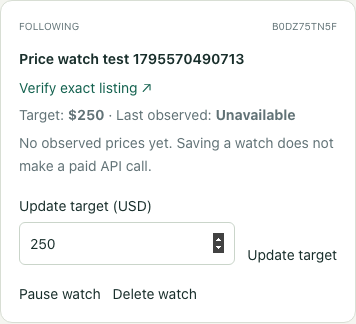 FOLLOWING B0DZ75TN5F
Price watch test 1795570490713
Verify exact listing ↗
Target: $250 · Last observed: Unavailable
No observed prices yet. Saving a watch does not
make a paid API call.
Update target (USD)
250 Update target
Pause watch Delete watch